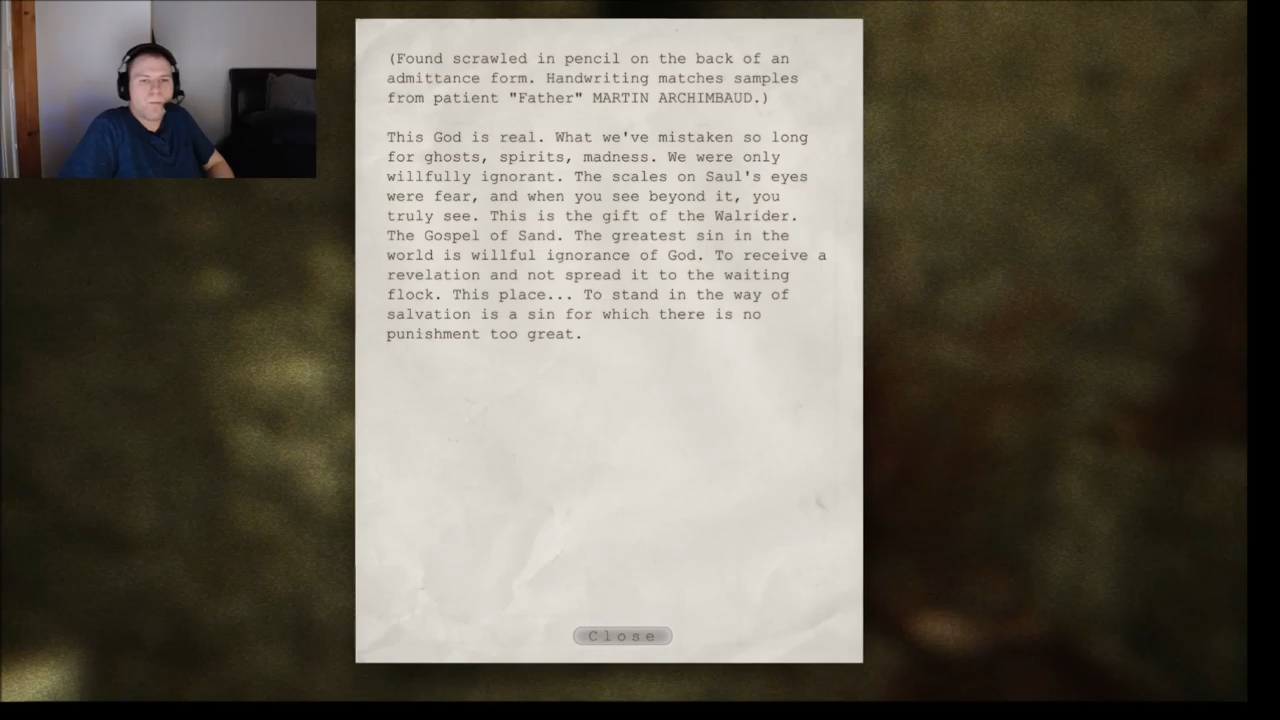 (Found scrawled in pencil on the back of an
admittance form. Handwriting matches samples
from patient "Father" MARTIN ARCHIMBAUD.)
This God is real. What we've mistaken so long
for ghosts, spirits, madness. We were only
willfully ignorant. The scales on Saul's eyes
were fear, and when you see beyond it, you
truly see. This is the gift of the Walrider.
The Gospel of Sand. The greatest sin in the
world is willful ignorance of God. To receive a
revelation and not spread it to the waiting
flock. This place... To stand in the way of
salvation is a sin for which there is no
punishment too great.
Close